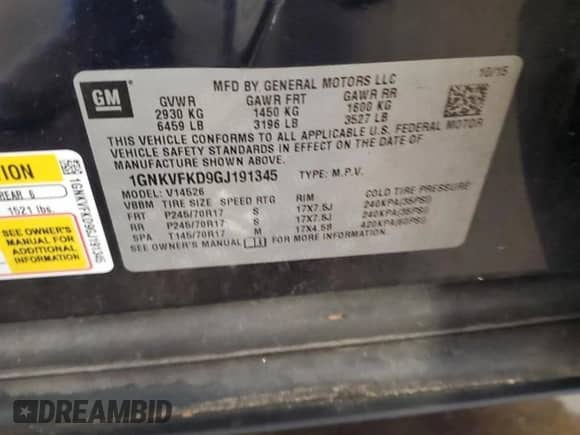 GM
MFD BY GENERAL MOTORS LLC
10/15
GVWR GAWR FRT GAWR RR
2930 KG 1450 KG 1600 KG
6459 LB 3196 LB 3527 LB
THIS VEHICLE CONFORMS TO ALL APPLICABLE U.S. FEDERAL MOTOR
VEHICLE SAFETY STANDARDS IN EFFECT ON THE DATE OF
MANUFACTURE SHOWN ABOVE.
1GNKVFKD9GJ191345 TYPE: M.P.V.
MODEL: V14526
VBBM TIRE SIZE SPEED RTG RIM COLD TIRE PRESSURE
FRT P245/70R17 S 17X7.5J 240KPA(35PSI)
RR P245/70R17 S 17X7.5J 240KPA(35PSI)
SPA T145/70R17 M 17X4.5B 420KPA(60PSI)
SEE OWNER'S MANUAL FOR MORE INFORMATION.
TION
REAR
1521 lbs.
SEE OWNER'S
MANUAL FOR
ADDITIONAL
INFORMATION
1GNKVFKD9GJ191345
DREAMBID